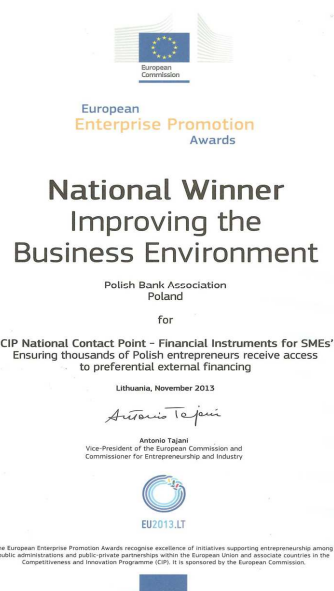 European
Commission
European
Enterprise Promotion
Awards
National Winner
Improving the
Business Environment
Polish Bank Association
Poland
for
CIP National Contact Point – Financial Instruments for SMEs'
Ensuring thousands of Polish entrepreneurs receive access
to preferential external financing
Lithuania, November 2013
Antonio Tajani
Antonio Tajani
Vice-President of the European Commission and
Commissioner for Entrepreneurship and Industry
EU2013.LT
e European Enterprise Promotion Awards recognise excellence of initiatives supporting entrepreneurship among
ublic administrations and public-private partnerships within the European Union and associate countries in the
Competitiveness and Innovation Programme (CIP). It is sponsored by the European Commission.